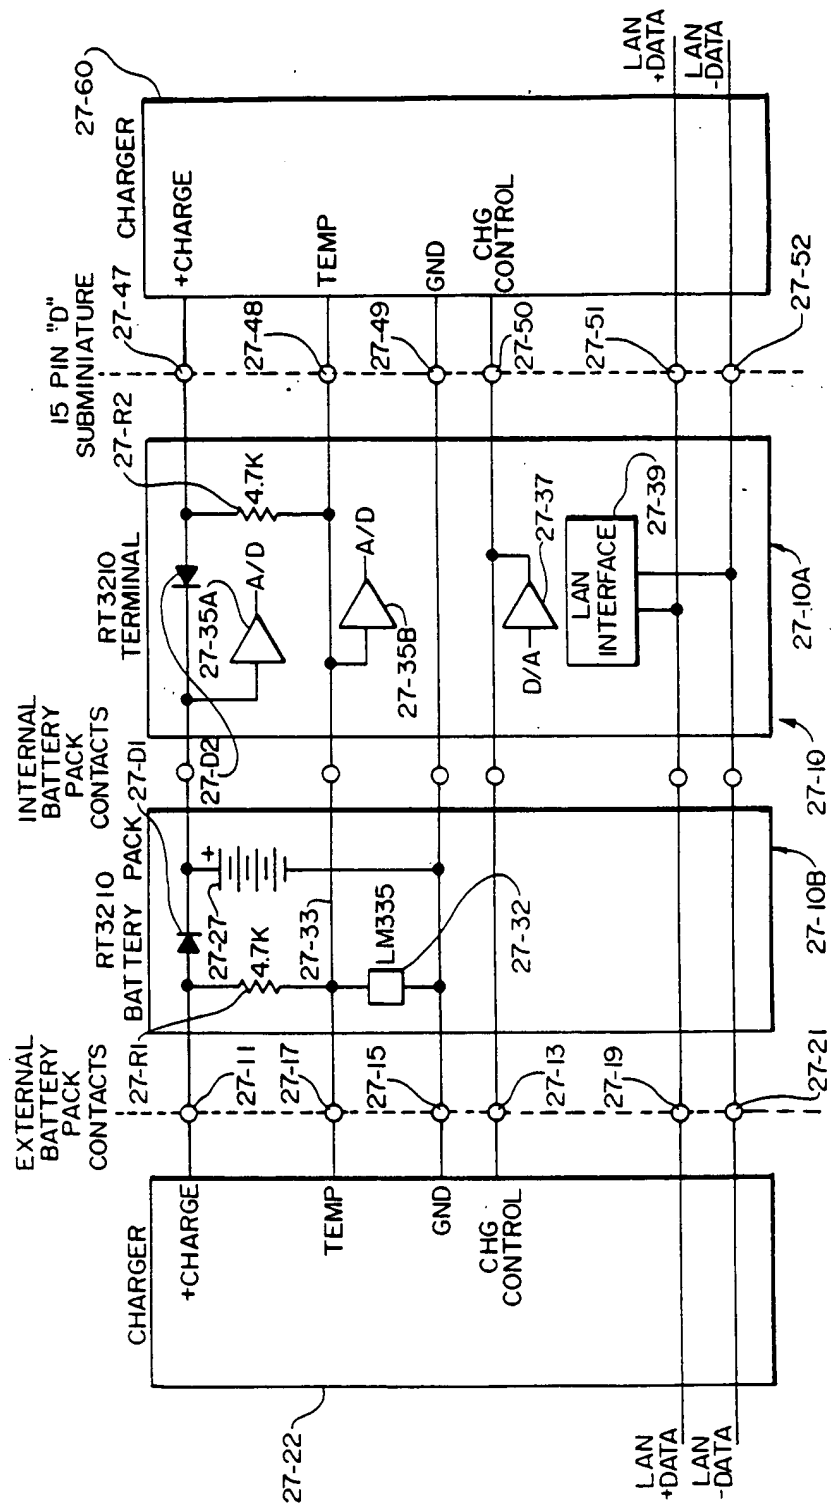 CHARGER
27-22
+CHARGE
TEMP
GND
CHG
CONTROL
LAN
+DATA
LAN
-DATA
EXTERNAL
BATTERY
PACK
CONTACTS
27-11
27-17
27-15
27-13
27-19
27-21
RT3210
BATTERY PACK
27-R1
27-D1
27-27
+
4.7K
27-33
LM335
27-32
27-10B
INTERNAL
BATTERY
PACK
CONTACTS
27-D2
27-10
RT3210
TERMINAL
27-35A
A/D
27-R2
4.7K
27-35B
A/D
D/A
27-37
LAN
INTERFACE
27-39
27-10A
15 PIN "D"
SUBMINIATURE
27-47
27-48
27-49
27-50
27-51
27-52
CHARGER
27-60
+CHARGE
TEMP
GND
CHG
CONTROL
LAN
+DATA
LAN
-DATA